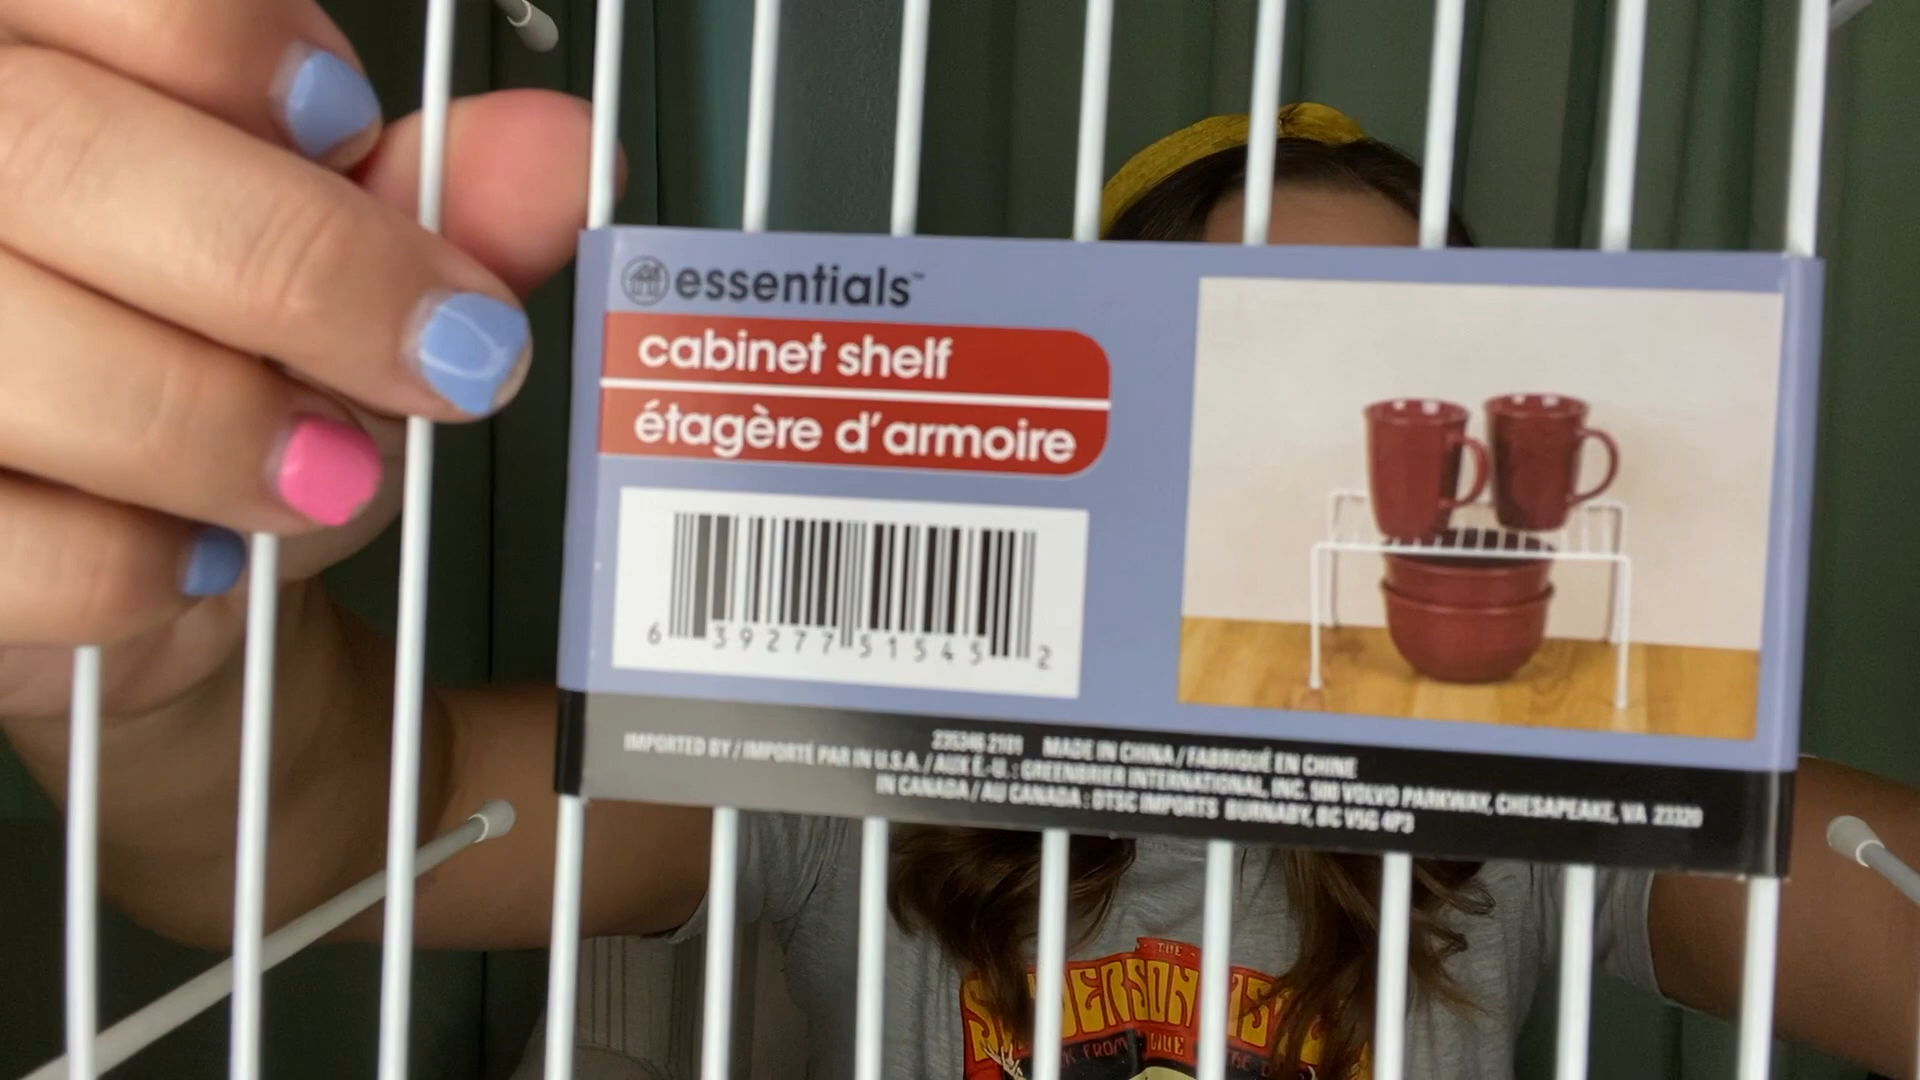 essentials™
cabinet shelf
étagère d'armoire
6 39277 51545 2
235346 2101 MADE IN CHINA / FABRIQUÉ EN CHINE
IMPORTED BY / IMPORTÉ PAR IN U.S.A. / AUX É.-U. : GREENBRIER INTERNATIONAL, INC. 500 VOLVO PARKWAY, CHESAPEAKE, VA 23320
IN CANADA / AU CANADA : DTSC IMPORTS BURNABY, BC V5G 4P3
- THE -